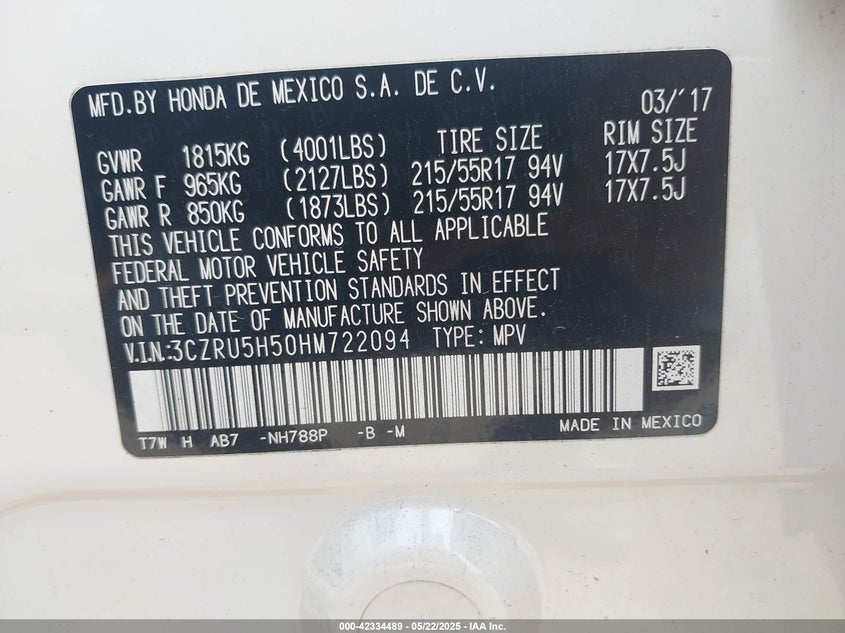 MFD.BY HONDA DE MEXICO S.A. DE C.V. 03/'17
GVWR 1815KG (4001LBS) TIRE SIZE RIM SIZE
GAWR F 965KG (2127LBS) 215/55R17 94V 17X7.5J
GAWR R 850KG (1873LBS) 215/55R17 94V 17X7.5J
THIS VEHICLE CONFORMS TO ALL APPLICABLE
FEDERAL MOTOR VEHICLE SAFETY
AND THEFT PREVENTION STANDARDS IN EFFECT
ON THE DATE OF MANUFACTURE SHOWN ABOVE.
V.I.N.:3CZRU5H50HM722094 TYPE: MPV
T7W H AB7 -NH788P -B -M MADE IN MEXICO
000-42334489 - 05/22/2025 - IAA Inc.